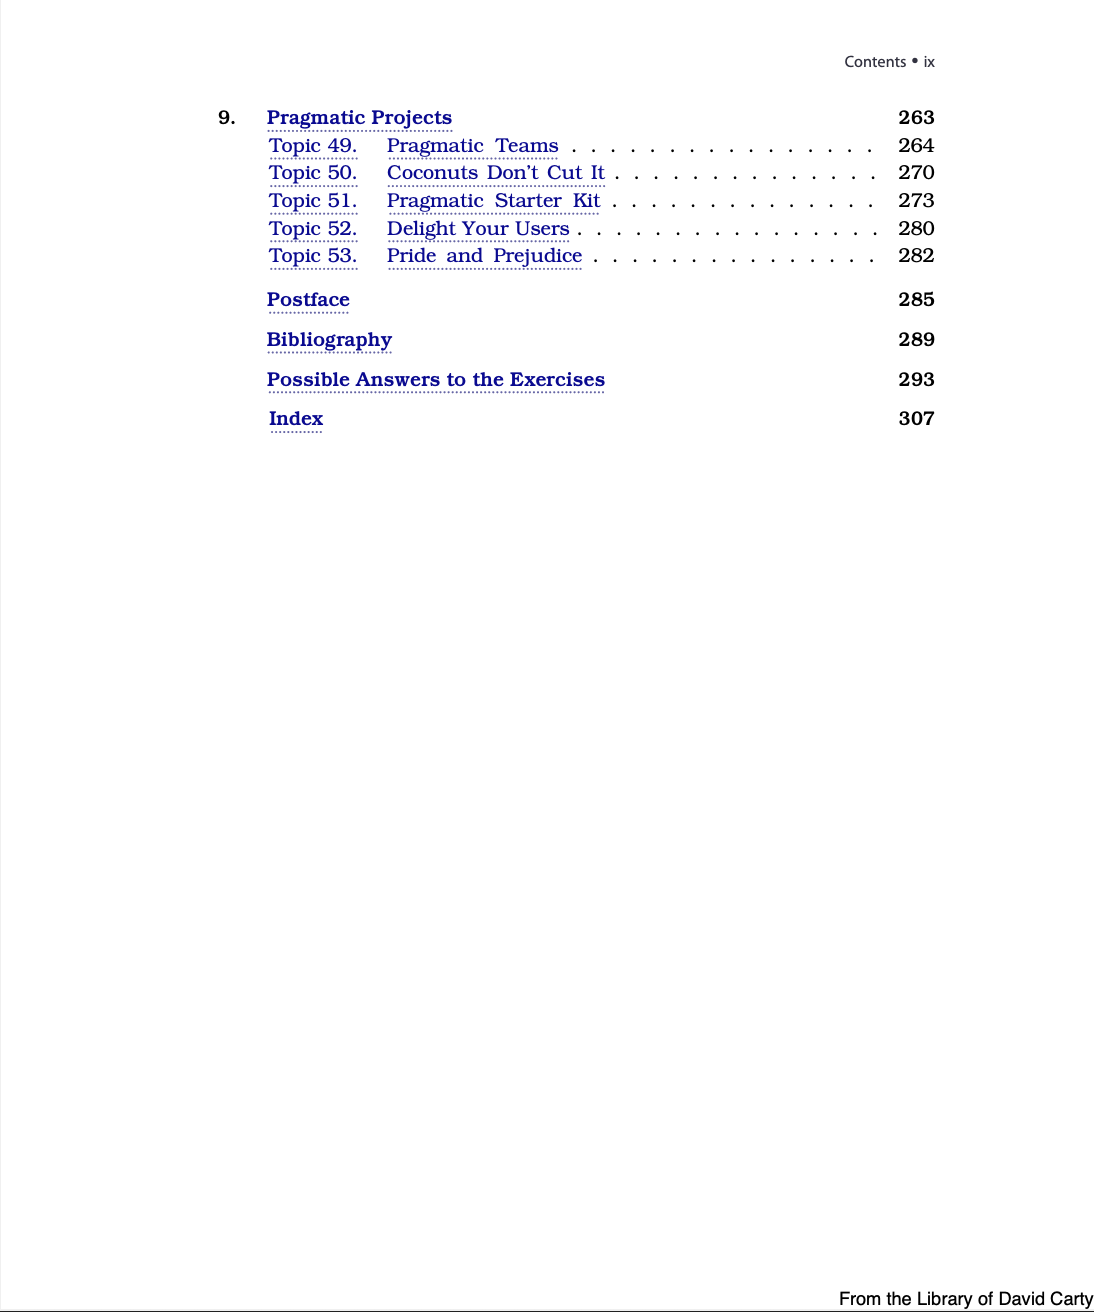 Contents • ix
9. Pragmatic Projects 263
Topic 49. Pragmatic Teams . . . . . . . . . . . . . . . . 264
Topic 50. Coconuts Don't Cut It . . . . . . . . . . . . . . 270
Topic 51. Pragmatic Starter Kit . . . . . . . . . . . . . . 273
Topic 52. Delight Your Users . . . . . . . . . . . . . . . . 280
Topic 53. Pride and Prejudice . . . . . . . . . . . . . . . 282
Postface 285
Bibliography 289
Possible Answers to the Exercises 293
Index 307
From the Library of David Carty